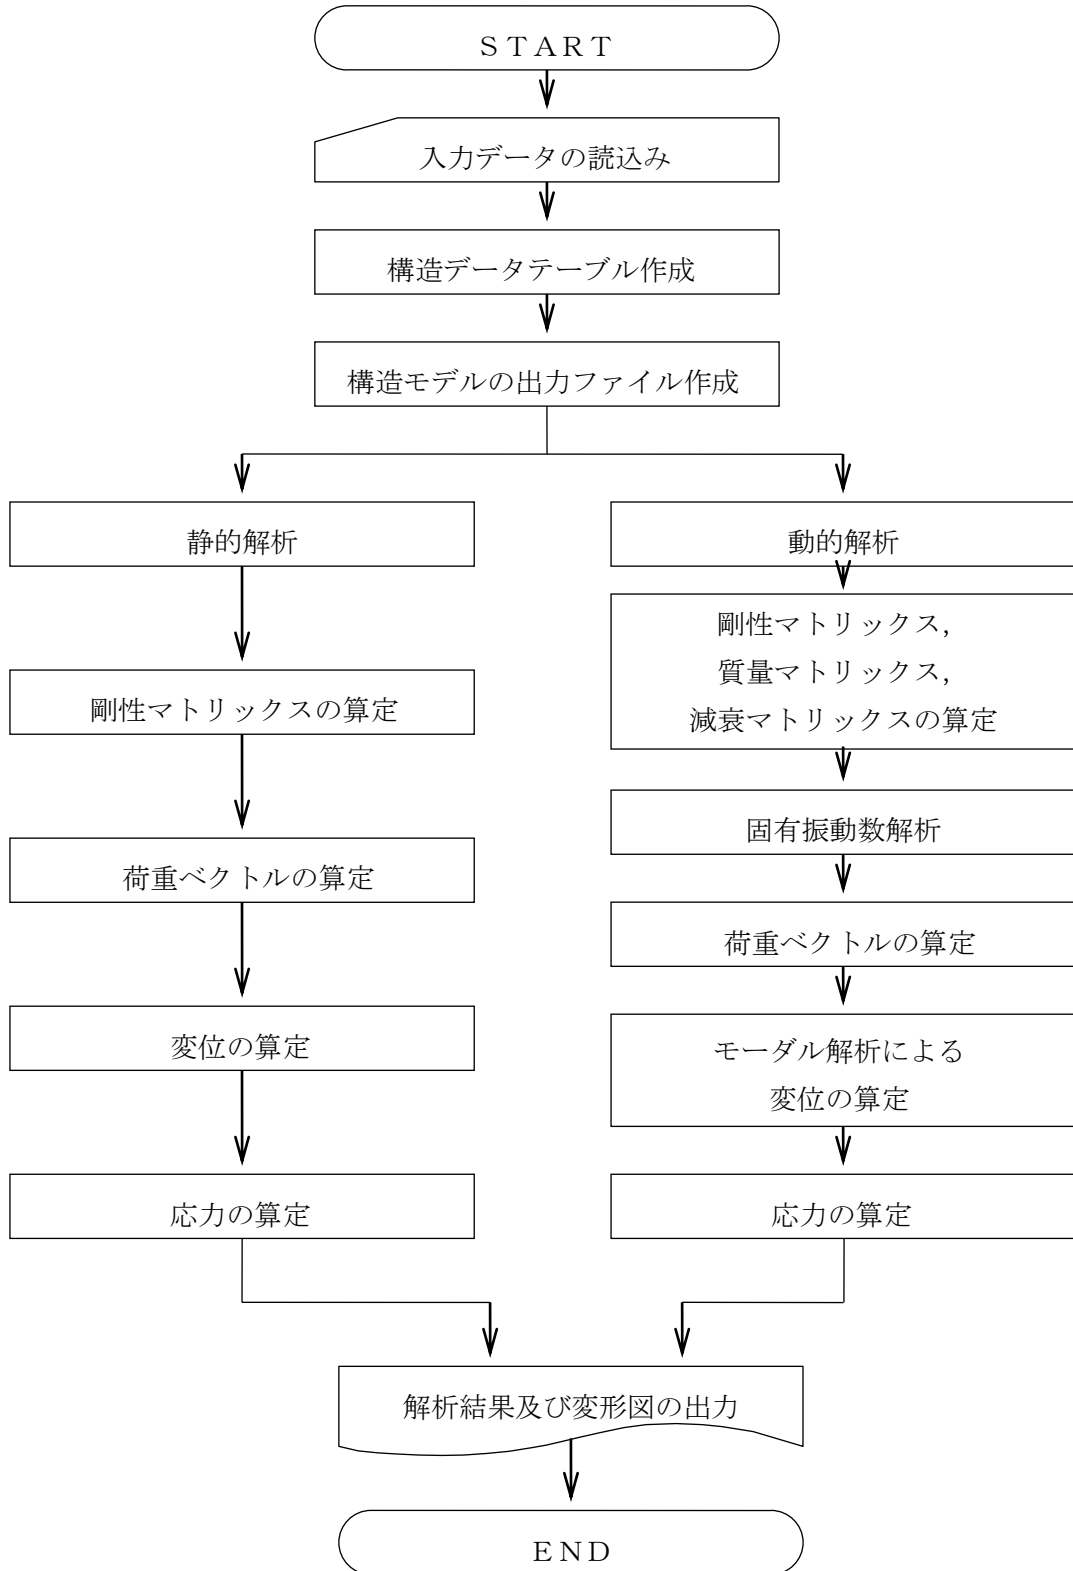 ＳＴＡＲＴ
入力データの読込み
構造データテーブル作成
構造モデルの出力ファイル作成
静的解析
剛性マトリックスの算定
荷重ベクトルの算定
変位の算定
応力の算定
動的解析
剛性マトリックス，
質量マトリックス，
減衰マトリックスの算定
固有振動数解析
荷重ベクトルの算定
モーダル解析による
変位の算定
応力の算定
解析結果及び変形図の出力
ＥＮＤ